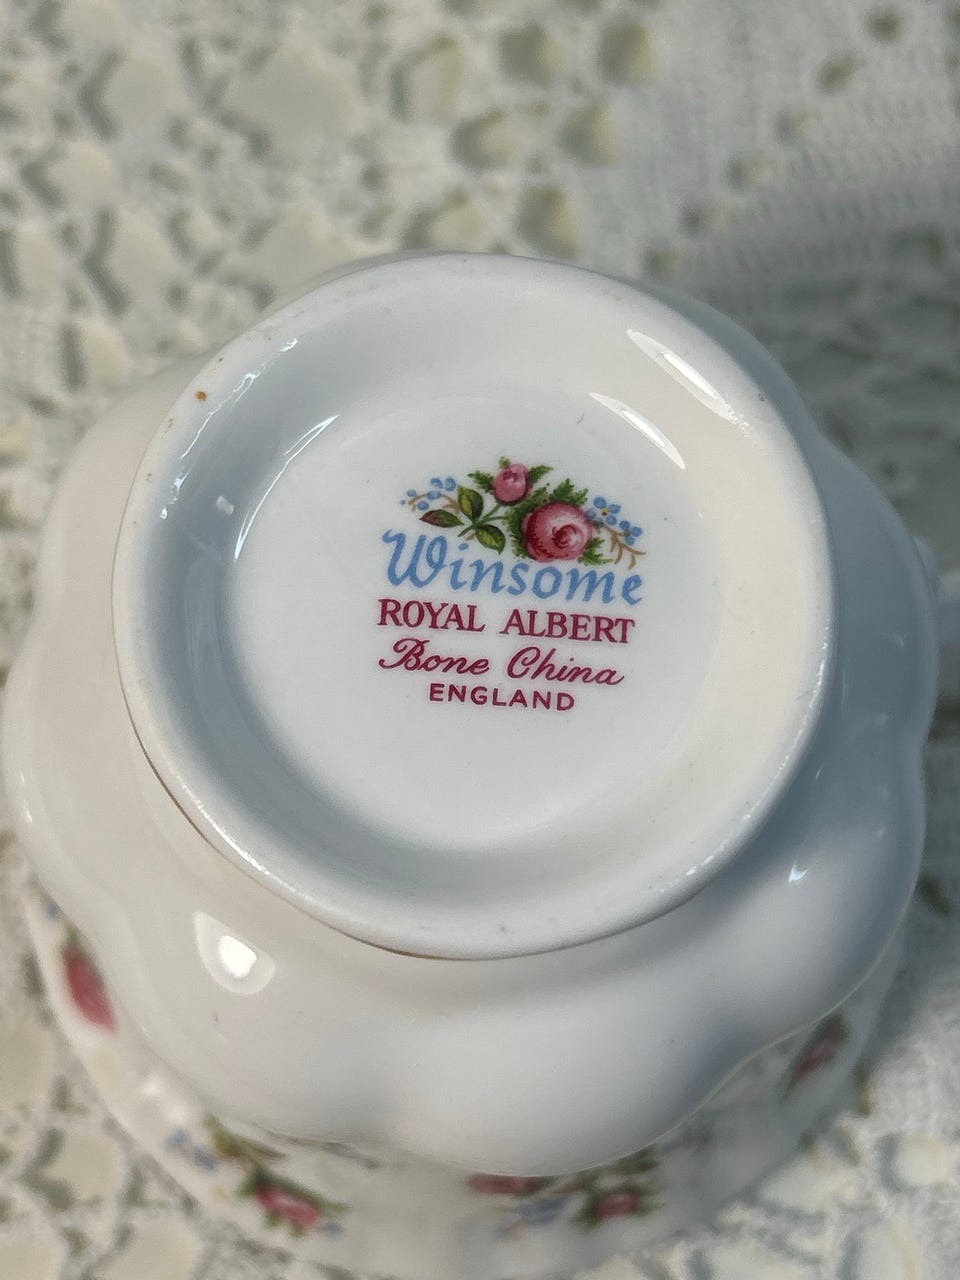 Winsome
ROYAL ALBERT
Bone China
ENGLAND